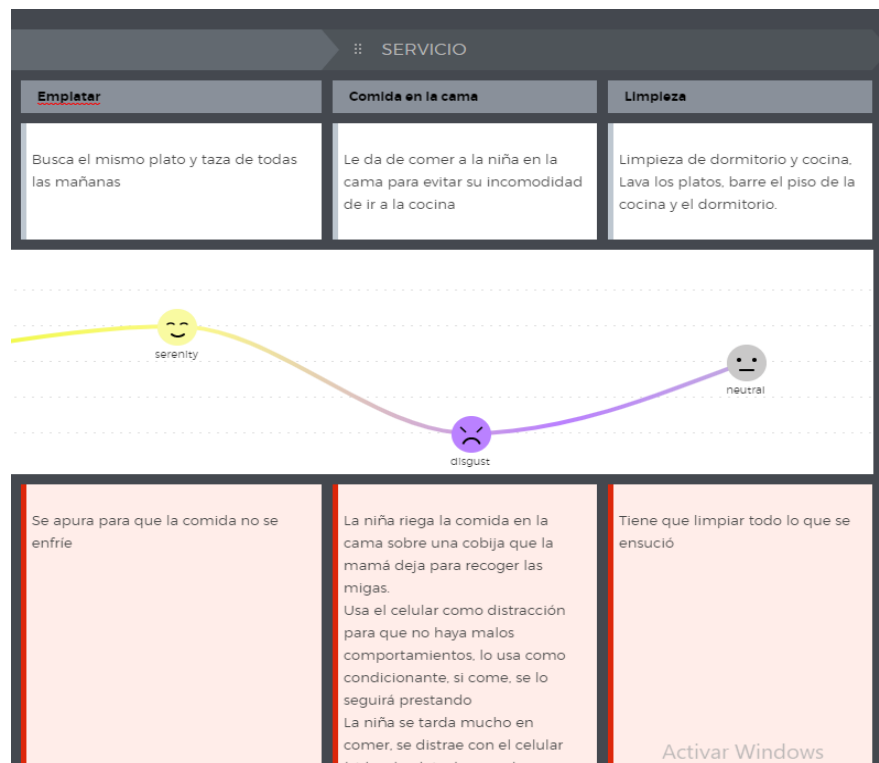 SERVICIO
Emplatar
Comida en la cama
Limpieza
Busca el mismo plato y taza de todas
las mañanas
Le da de comer a la niña en la
cama para evitar su incomodidad
de ir a la cocina
Limpieza de dormitorio y cocina,
Lava los platos, barre el piso de la
cocina y el dormitorio.
serenity
disgust
neutral
Se apura para que la comida no se
enfríe
La niña riega la comida en la
cama sobre una cobija que la
mamá deja para recoger las
migas.
Usa el celular como distracción
para que no haya malos
comportamientos, lo usa como
condicionante, si come, se lo
seguirá prestando
La niña se tarda mucho en
comer, se distrae con el celular
Tiene que limpiar todo lo que se
ensució
Activar Windows